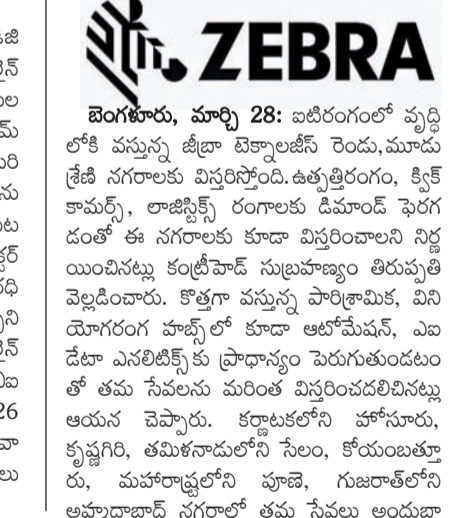 ZEBRA
బెంగళూరు, మార్చి 28: ఐటిరంగంలో వృద్ధి
లోకి వస్తున్న జీబ్రా టెక్నాలజీస్ రెండు,మూడు
శ్రేణి నగరాలకు విస్తరిస్తోంది.ఉత్పత్తిరంగం, క్విక్
కామర్స్, లాజిస్టిక్స్ రంగాలకు డిమాండ్ పెరగ
డంతో ఈ నగరాలకు కూడా విస్తరించాలని నిర్ణ
యించినట్లు కంట్రీహెడ్ సుబ్రహణ్యం తిరుప్పతి
వెల్లడించారు. కొత్తగా వస్తున్న పారిశ్రామిక, విని
యోగరంగ హబ్స్‌లో కూడా ఆటోమేషన్, ఎఐ
డేటా ఎనలిటిక్స్‌కు ప్రాధాన్యం పెరుగుతుండటం
తో తమ సేవలను మరింత విస్తరించదలిచినట్లు
ఆయన చెప్పారు. కర్ణాటకలోని హోసూరు,
కృష్ణగిరి, తమిళనాడులోని సేలం, కోయంబత్తూ
రు, మహారాష్ట్రలోని పూణె, గుజరాత్‌లోని
అహ్మదాబాద్ నగరాల్లో తమ సేవలు అందుబా